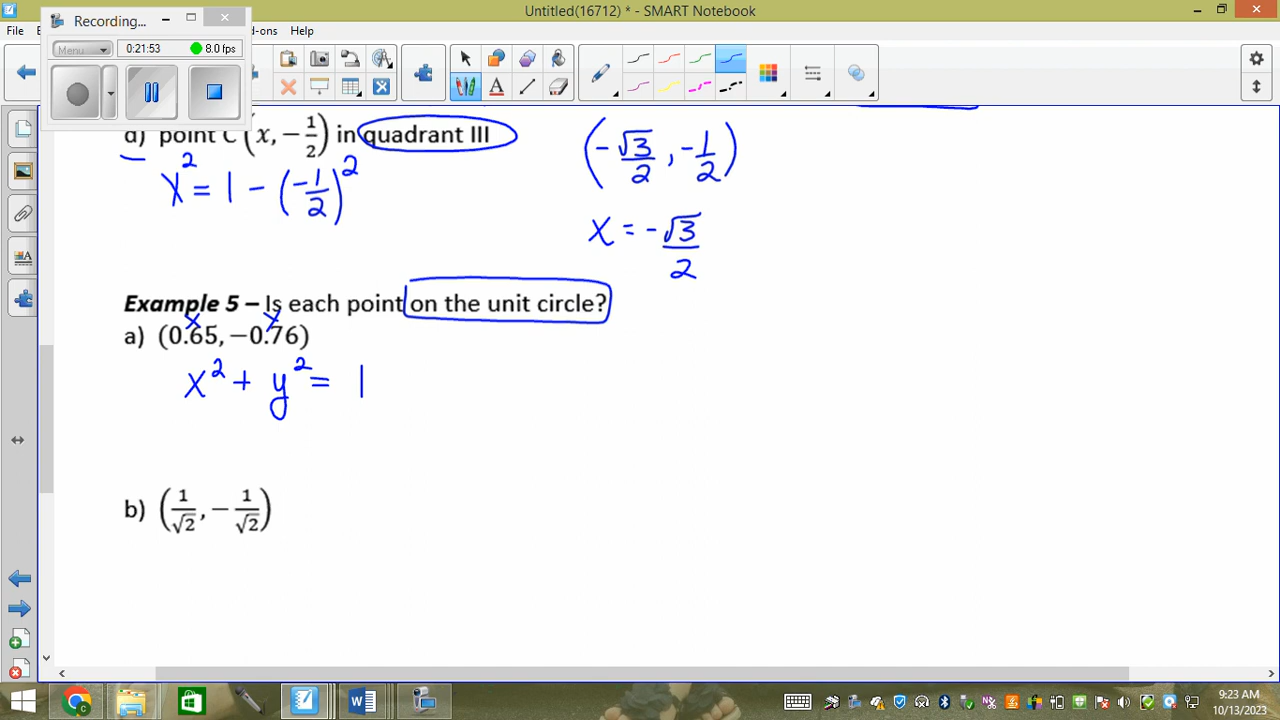 Untitled(16712) * - SMART Notebook
Recording...
File
d-ons Help
Menu 0:21:53 8.0 fps
d) point C (x, −1/2) in quadrant III
(-√3/2, -1/2)
x² = 1 - (-1/2)²
x = -√3/2
Example 5 – Is each point on the unit circle?
x y
a) (0.65, −0.76)
x² + y² = 1
b) (1/√2, −1/√2)
9:23 AM
10/13/2023